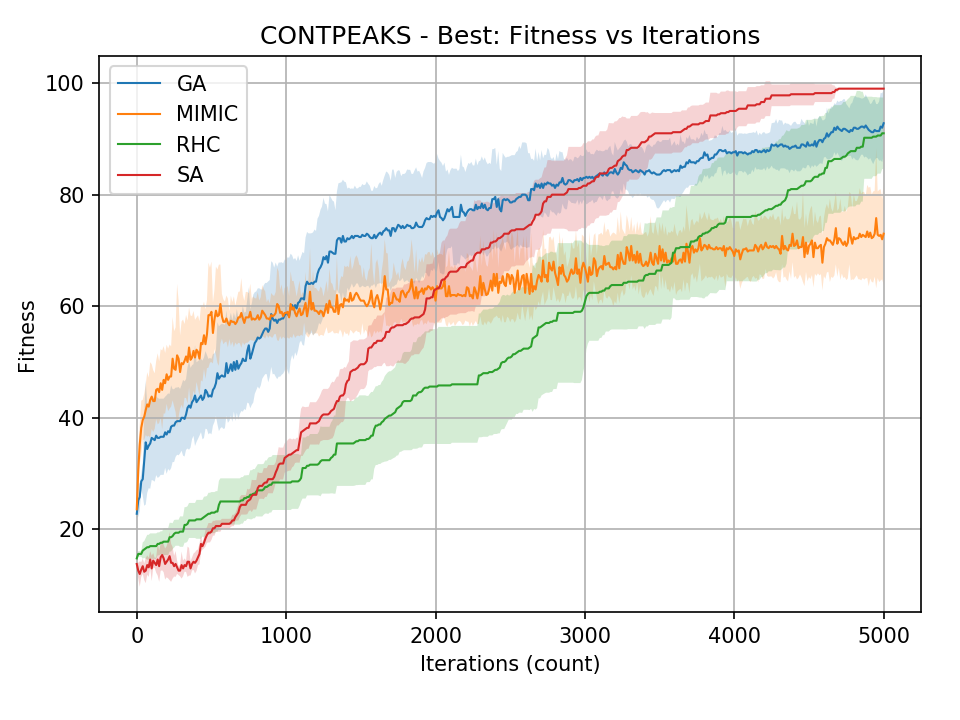 CONTPEAKS - Best: Fitness vs Iterations
GA
MIMIC
RHC
SA
100
80
60
40
20
Fitness
0
1000
2000
3000
4000
5000
Iterations (count)